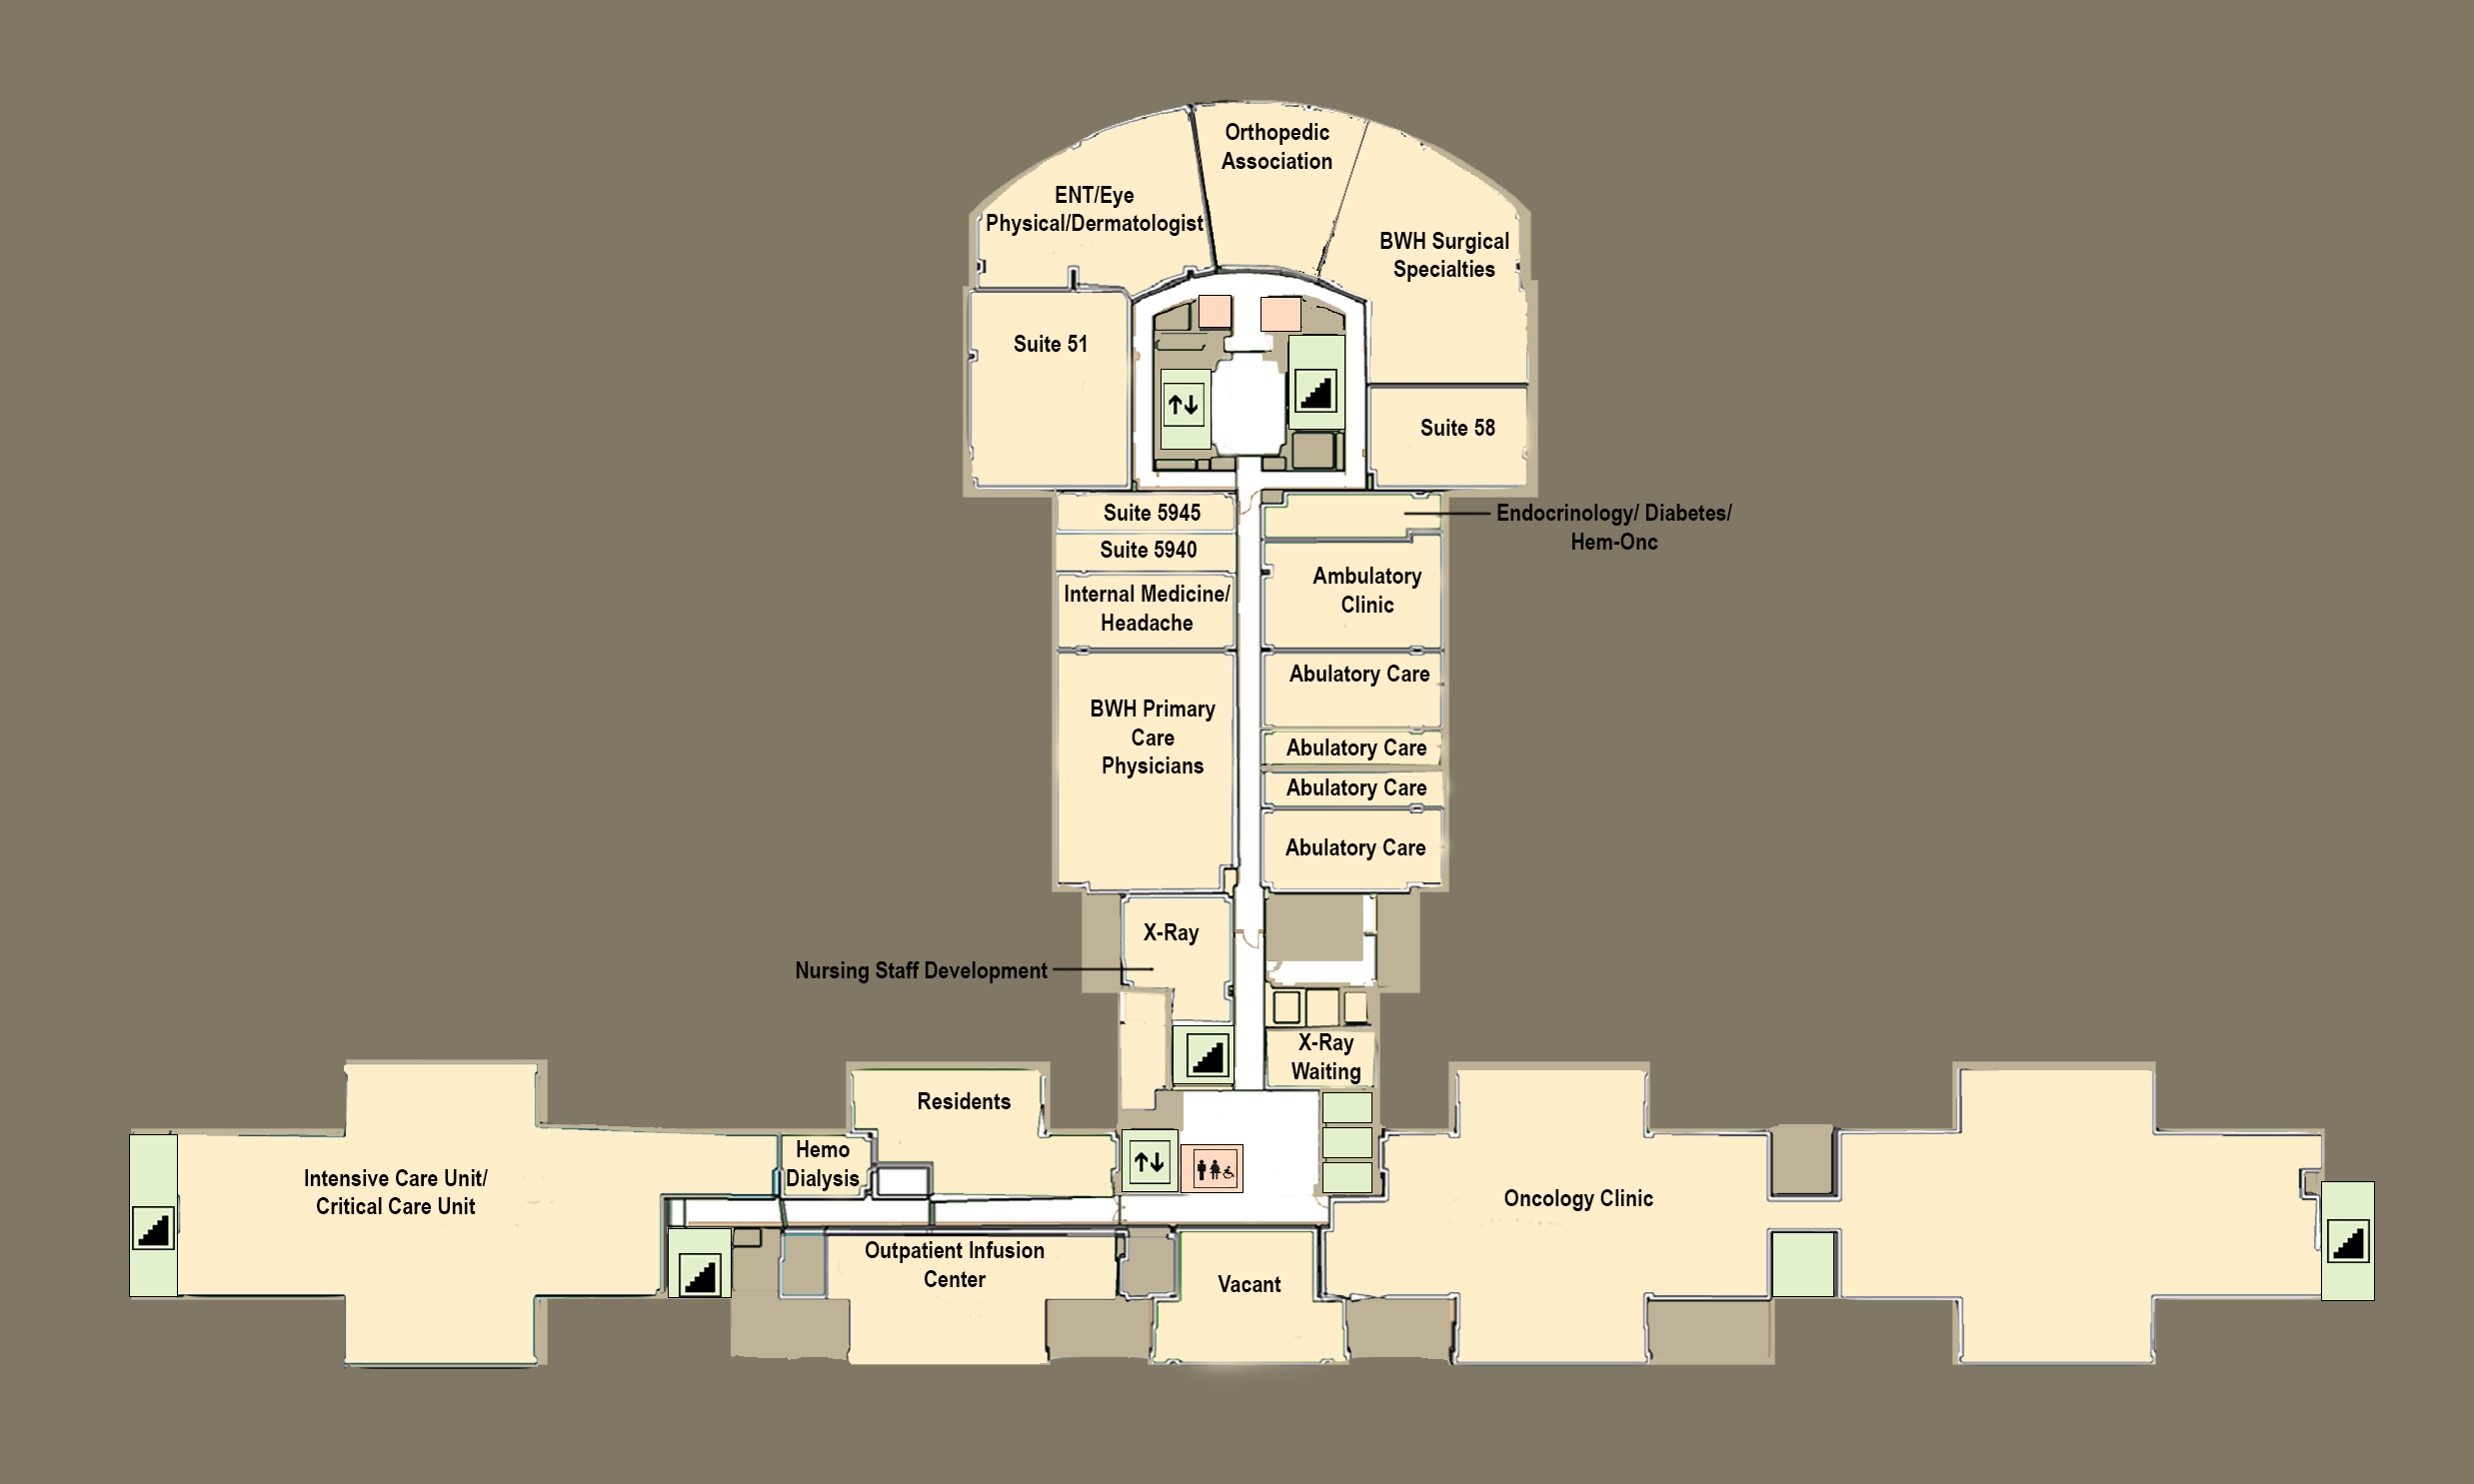 Orthopedic
Association
ENT/Eye
Physical/Dermatologist
BWH Surgical
Specialties
Suite 51
Suite 58
Suite 5945
Endocrinology/ Diabetes/
Hem-Onc
Suite 5940
Ambulatory
Clinic
Internal Medicine/
Headache
Abulatory Care
BWH Primary
Care
Physicians
Abulatory Care
Abulatory Care
Abulatory Care
X-Ray
Nursing Staff Development
X-Ray
Waiting
Residents
Hemo
Dialysis
Intensive Care Unit/
Critical Care Unit
Oncology Clinic
Outpatient Infusion
Center
Vacant